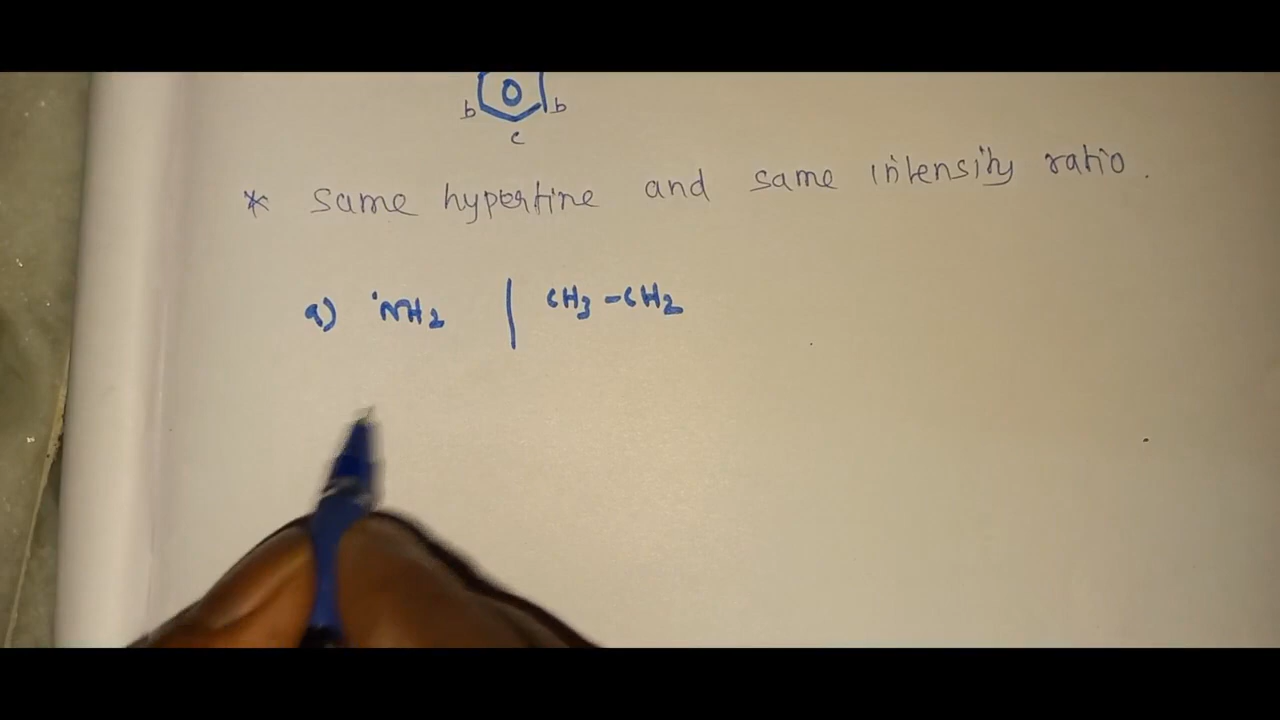 b b
c
* same hyperfine and same intensity ratio.
a) •NH2 | CH3-CH2